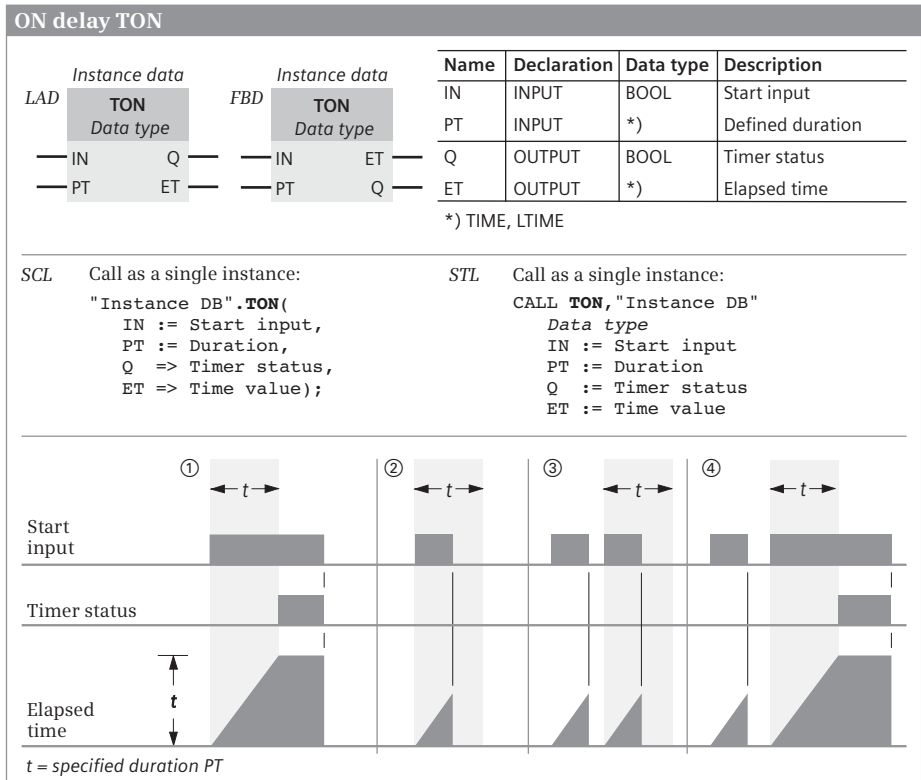 ON delay TON
Instance data
LAD
TON
Data type
IN Q
PT ET
Instance data
FBD
TON
Data type
IN ET
PT Q
Name Declaration Data type Description
IN INPUT BOOL Start input
PT INPUT *) Defined duration
Q OUTPUT BOOL Timer status
ET OUTPUT *) Elapsed time
*) TIME, LTIME
SCL Call as a single instance:
"Instance DB".TON(
IN := Start input,
PT := Duration,
Q => Timer status,
ET => Time value);
STL Call as a single instance:
CALL TON,"Instance DB"
Data type
IN := Start input
PT := Duration
Q := Timer status
ET := Time value
① ② ③ ④
t t t t
Start
input
Timer status
t
Elapsed
time
t = specified duration PT